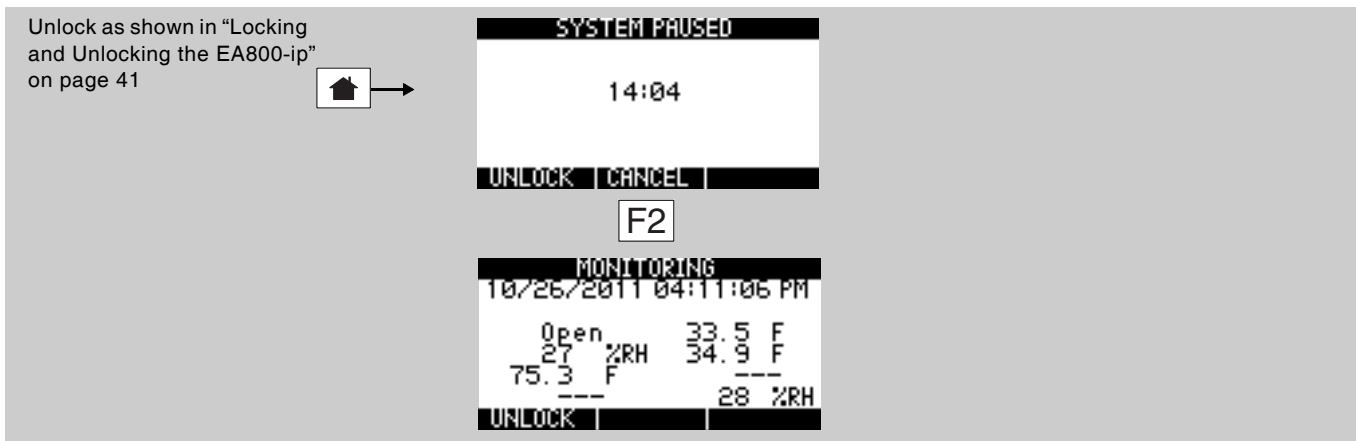 Unlock as shown in “Locking
and Unlocking the EA800-ip”
on page 41
SYSTEM PAUSED
14:04
UNLOCK | CANCEL |
F2
MONITORING
10/26/2011 04:11:06 PM
Open 33.5 F
27 %RH 34.9 F
75.3 F ---
--- 28 %RH
UNLOCK | |